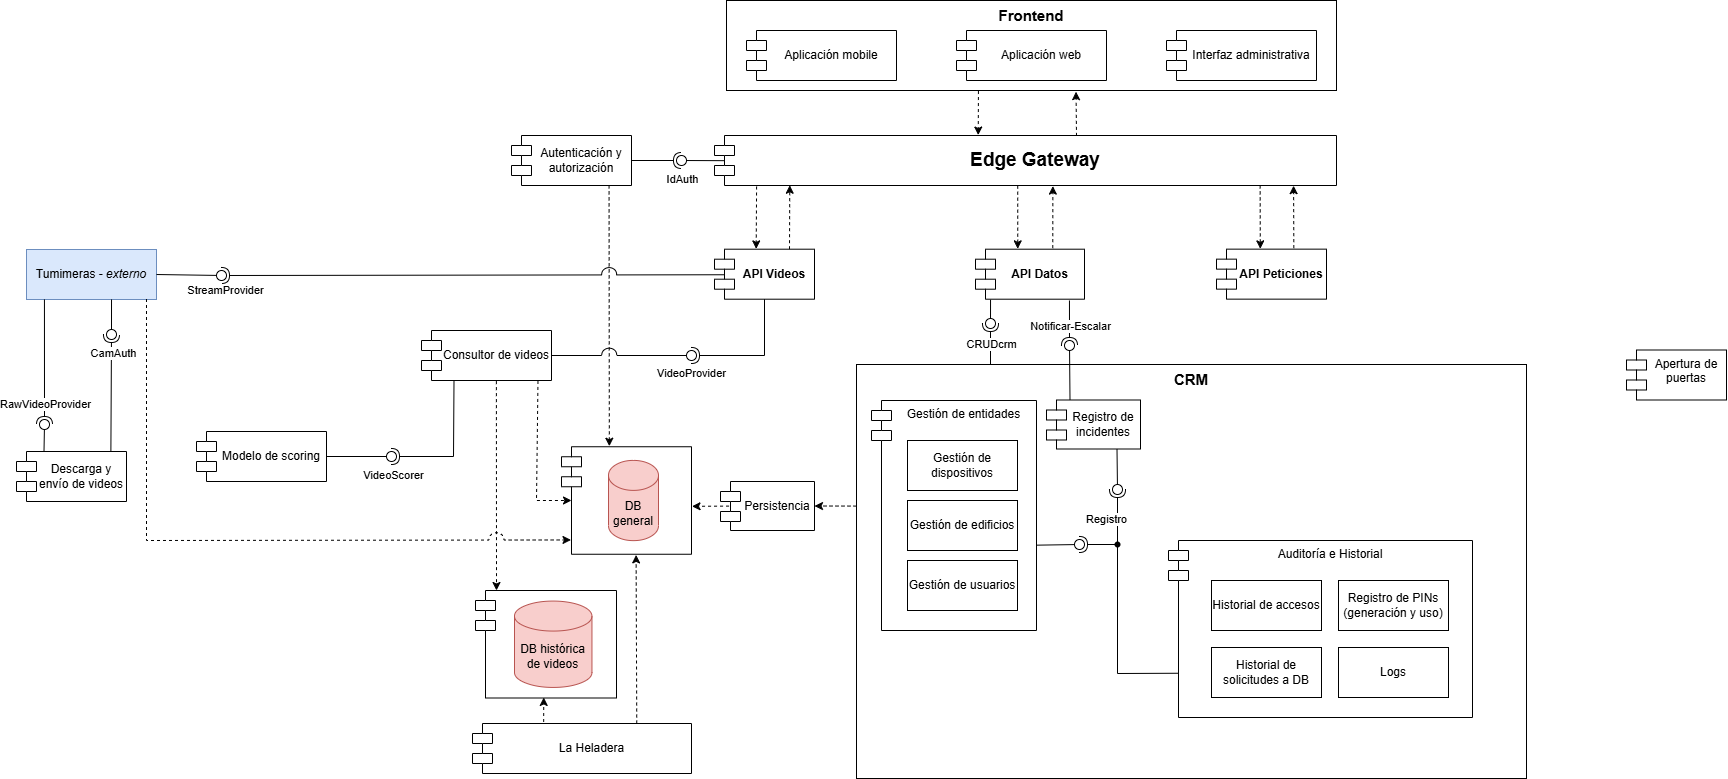 Frontend
Aplicación mobile
Aplicación web
Interfaz administrativa
Autenticación y
autorización
IdAuth
Edge Gateway
Tumimeras - externo
StreamProvider
API Videos
API Datos
API Peticiones
CamAuth
Consultor de videos
VideoProvider
CRUDcrm
Notificar-Escalar
Apertura de
puertas
RawVideoProvider
CRM
Descarga y
envío de videos
Modelo de scoring
VideoScorer
Gestión de entidades
Gestión de
dispositivos
Gestión de edificios
Gestión de usuarios
Registro de
incidentes
Registro
DB
general
Persistencia
Auditoría e Historial
Historial de accesos
Registro de PINs
(generación y uso)
Historial de
solicitudes a DB
Logs
DB histórica
de videos
La Heladera